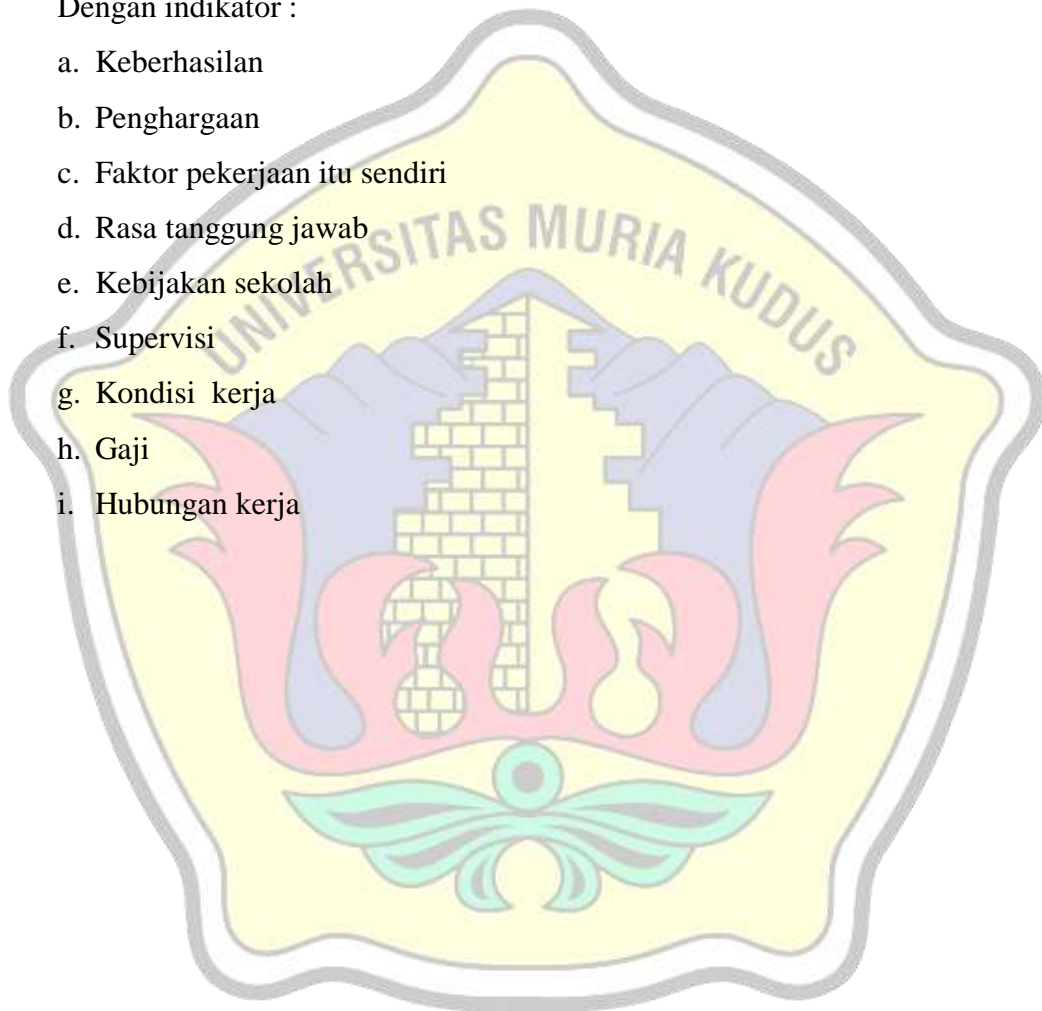 Dengan indikator :
a. Keberhasilan
b. Penghargaan
c. Faktor pekerjaan itu sendiri
d. Rasa tanggung jawab
e. Kebijakan sekolah
f. Supervisi
g. Kondisi kerja
h. Gaji
i. Hubungan kerja
UNIVERSITAS MURIA KUDUS